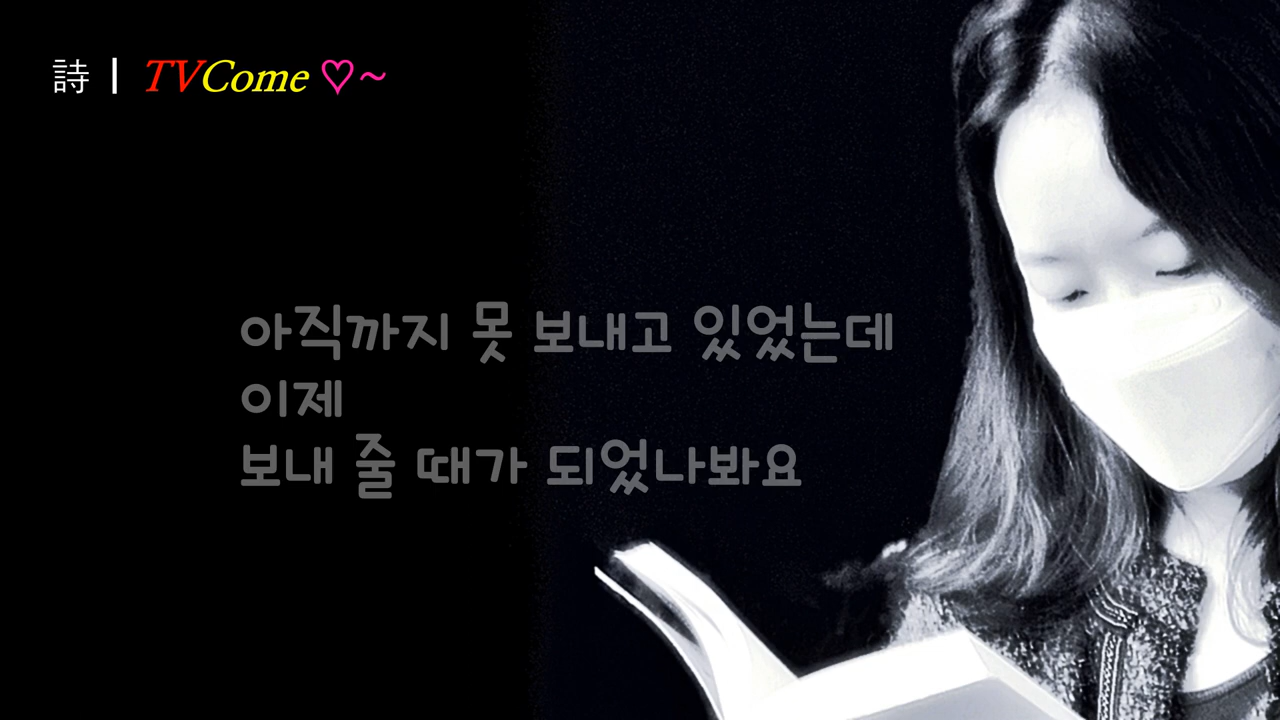 詩 | TVCome ♡~
아직까지 못 보내고 있었는데
이제
보내 줄 때가 되었나봐요